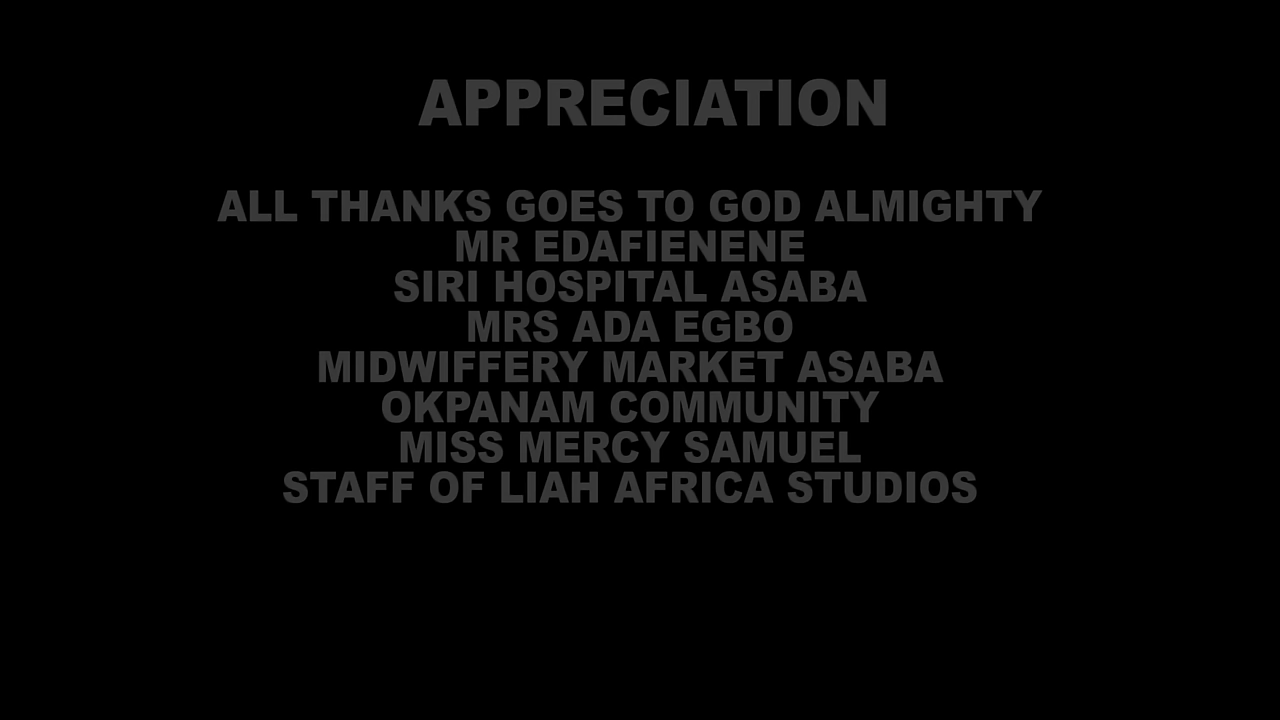 APPRECIATION
ALL THANKS GOES TO GOD ALMIGHTY
MR EDAFIENENE
SIRI HOSPITAL ASABA
MRS ADA EGBO
MIDWIFFERY MARKET ASABA
OKPANAM COMMUNITY
MISS MERCY SAMUEL
STAFF OF LIAH AFRICA STUDIOS